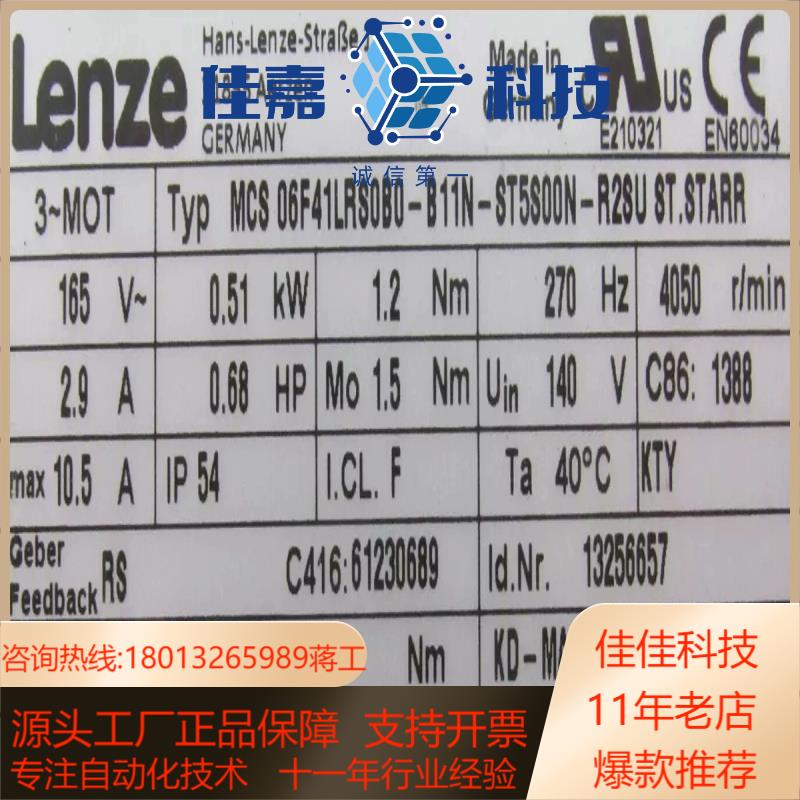 Lenze
Hans-Lenze-Straße
GERMANY
Made in
Germany
c UR US
E210321
CE
EN60034
佳嘉 科技
诚信第一
3~MOT Typ MCS 06F41LRS0B0-B11N-ST5S00N-R2SU ST.STARR
165 V~ 0.51 kW 1.2 Nm 270 Hz 4050 r/min
2.9 A 0.68 HP Mo 1.5 Nm Uin 140 V C86: 1388
max 10.5 A IP 54 I.CL. F Ta 40°C KTY
Geber
Feedback RS C416:61230689 Id.Nr. 13256657
Nm KD-MA
咨询热线:18013265989蒋工
源头工厂正品保障 支持开票
专注自动化技术 十一年行业经验
佳佳科技
11年老店
爆款推荐